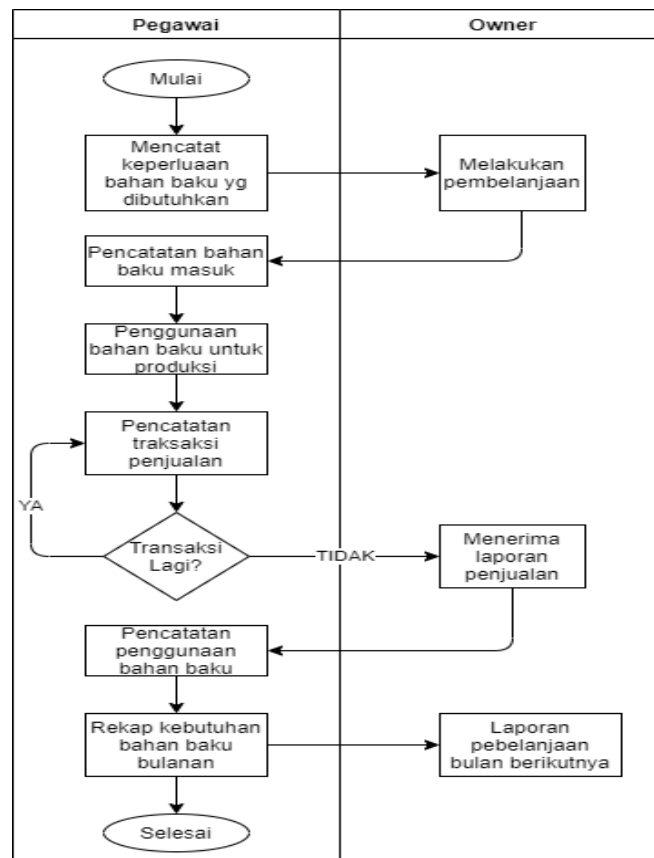 Pegawai
Owner
Mulai
Mencatat
keperluaan
bahan baku yg
dibutuhkan
Melakukan
pembelanjaan
Pencatatan bahan
baku masuk
Penggunaan
bahan baku untuk
produksi
Pencatatan
traksaksi
penjualan
YA
Transaksi
Lagi?
TIDAK
Menerima
laporan
penjualan
Pencatatan
penggunaan
bahan baku
Rekap kebutuhan
bahan baku
bulanan
Laporan
pebelanjaan
bulan berikutnya
Selesai